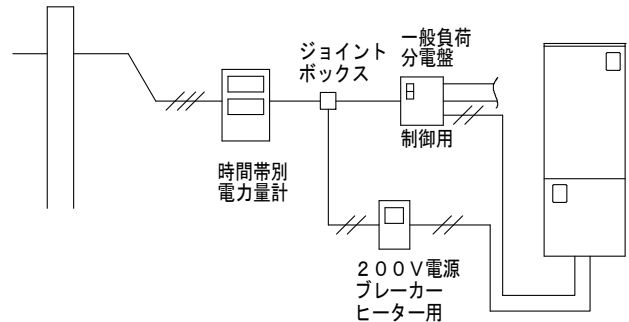 ジョイント
ボックス
一般負荷
分電盤
制御用
時間帯別
電力量計
２００Ｖ電源
ブレーカー
ヒーター用